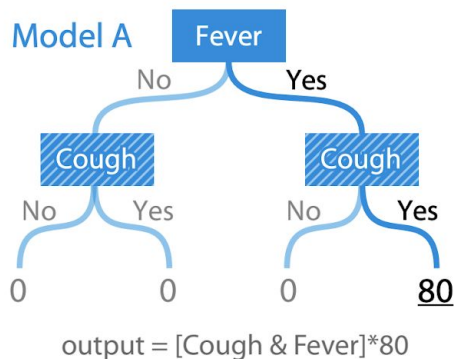 Model A
Fever
No Yes
Cough Cough
No Yes No Yes
0 0 0 80
output = [Cough & Fever]*80